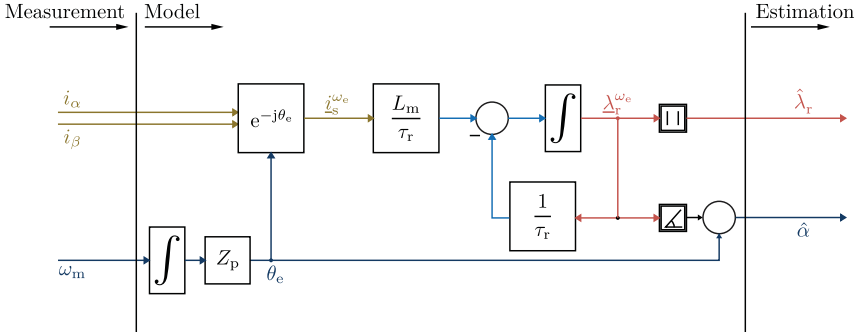 Measurement
Model
Estimation
i_α
i_β
e^{−jθ_e}
i_s^{ω_e}
L_m
τ_r
−
∫
λ_r^{ω_e}
| |
λ̂_r
1
τ_r
∠
α̂
ω_m
∫
Z_p
θ_e